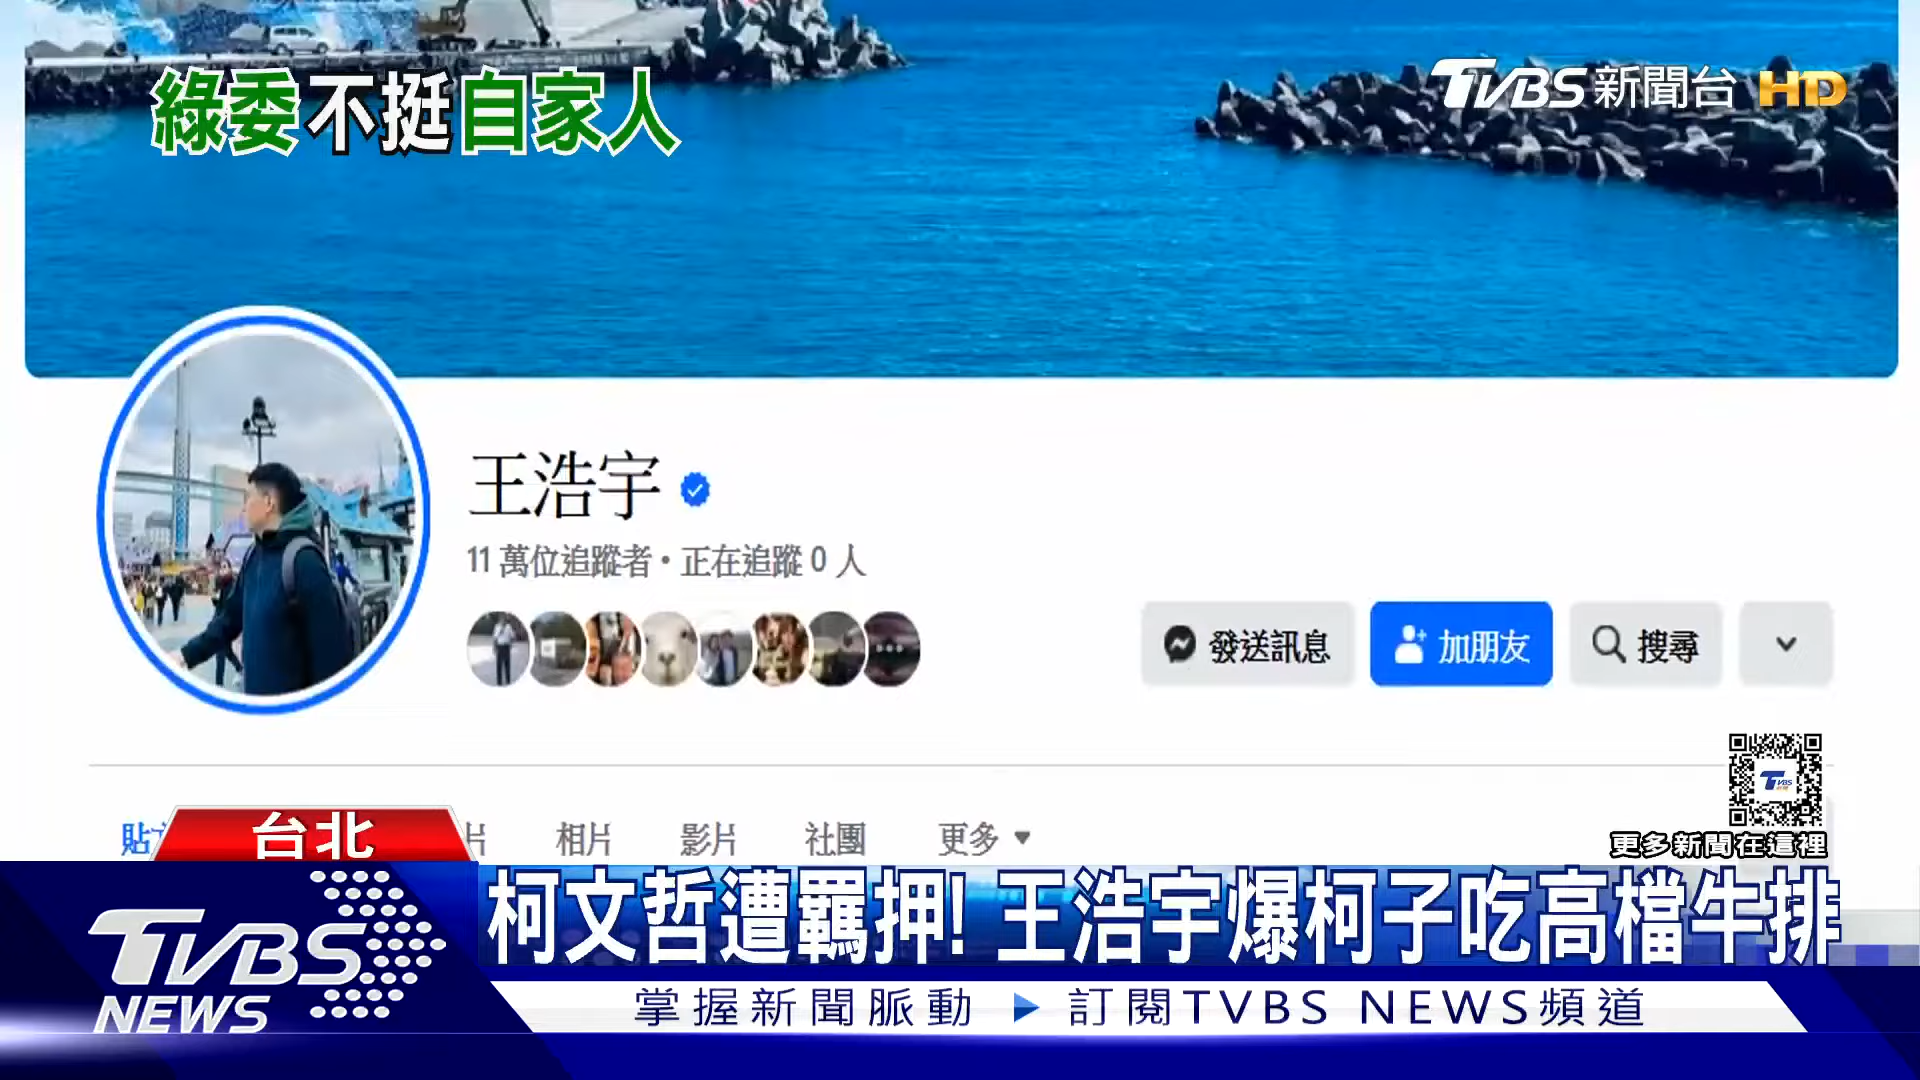 綠委不挺自家人
TVBS新聞台 HD
王浩宇
11 萬位追蹤者 • 正在追蹤 0 人
發送訊息
加朋友
搜尋
相片
影片
社團
更多
更多新聞在這裡
台北
柯文哲遭羈押! 王浩宇爆柯子吃高檔牛排
TVBS NEWS
掌握新聞脈動 ▶ 訂閱TVBS NEWS頻道